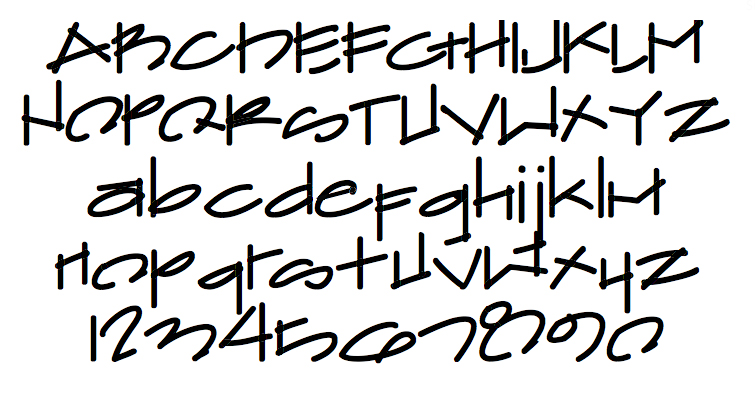 ABCDEFGHIJKLM
NOPQRSTUVWXYZ
abcdefghijklm
nopqrstuvwxyz
1234567890